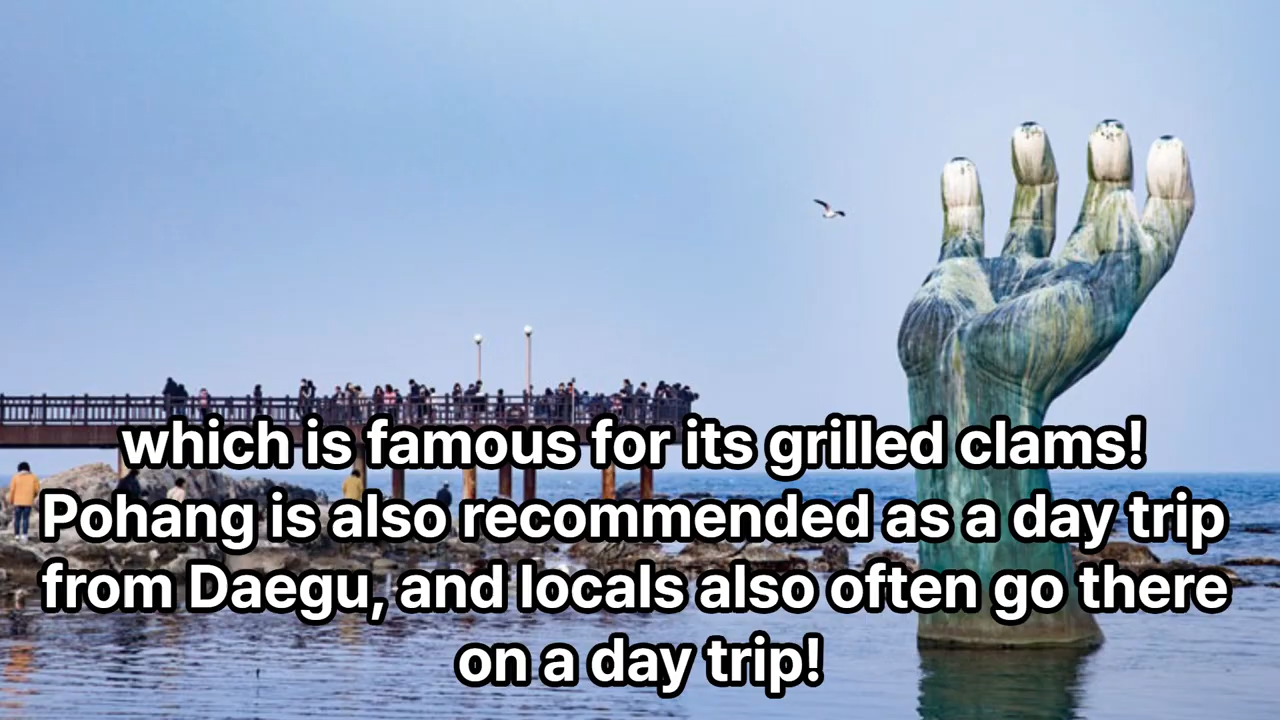 which is famous for its grilled clams!
Pohang is also recommended as a day trip
from Daegu, and locals also often go there
on a day trip!